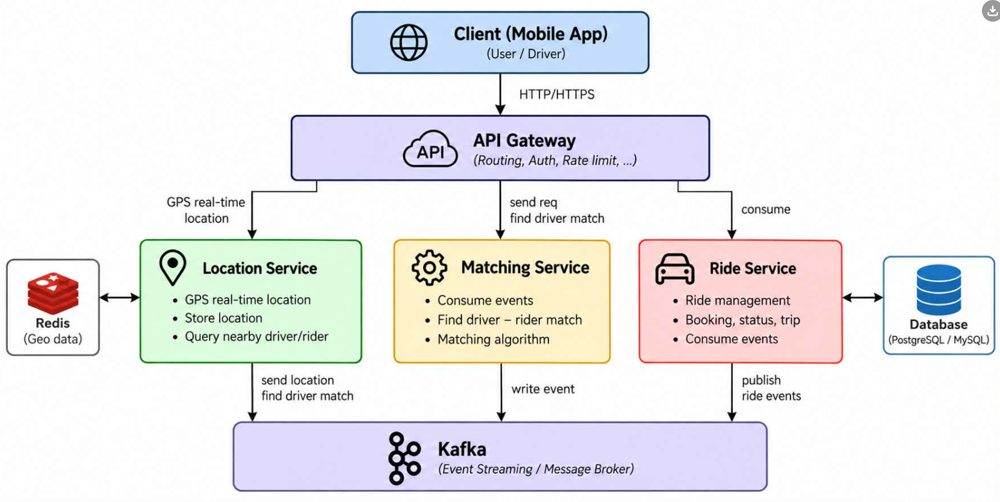 Client (Mobile App)
(User / Driver)
HTTP/HTTPS
API
API Gateway
(Routing, Auth, Rate limit, ...)
GPS real-time
location
send req
find driver match
consume
Location Service
• GPS real-time location
• Store location
• Query nearby driver/rider
Matching Service
• Consume events
• Find driver – rider match
• Matching algorithm
Ride Service
• Ride management
• Booking, status, trip
• Consume events
Redis
(Geo data)
Database
(PostgreSQL / MySQL)
send location
find driver match
write event
publish
ride events
Kafka
(Event Streaming / Message Broker)